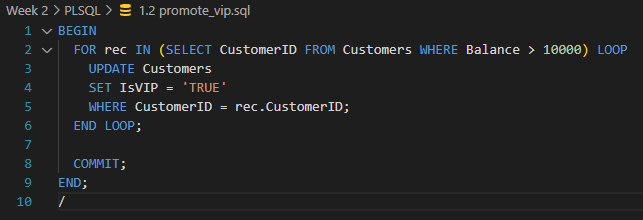 Week 2 > PLSQL > 1.2 promote_vip.sql
1 BEGIN
2   FOR rec IN (SELECT CustomerID FROM Customers WHERE Balance > 10000) LOOP
3     UPDATE Customers
4     SET IsVIP = 'TRUE'
5     WHERE CustomerID = rec.CustomerID;
6   END LOOP;
7
8   COMMIT;
9 END;
10 /